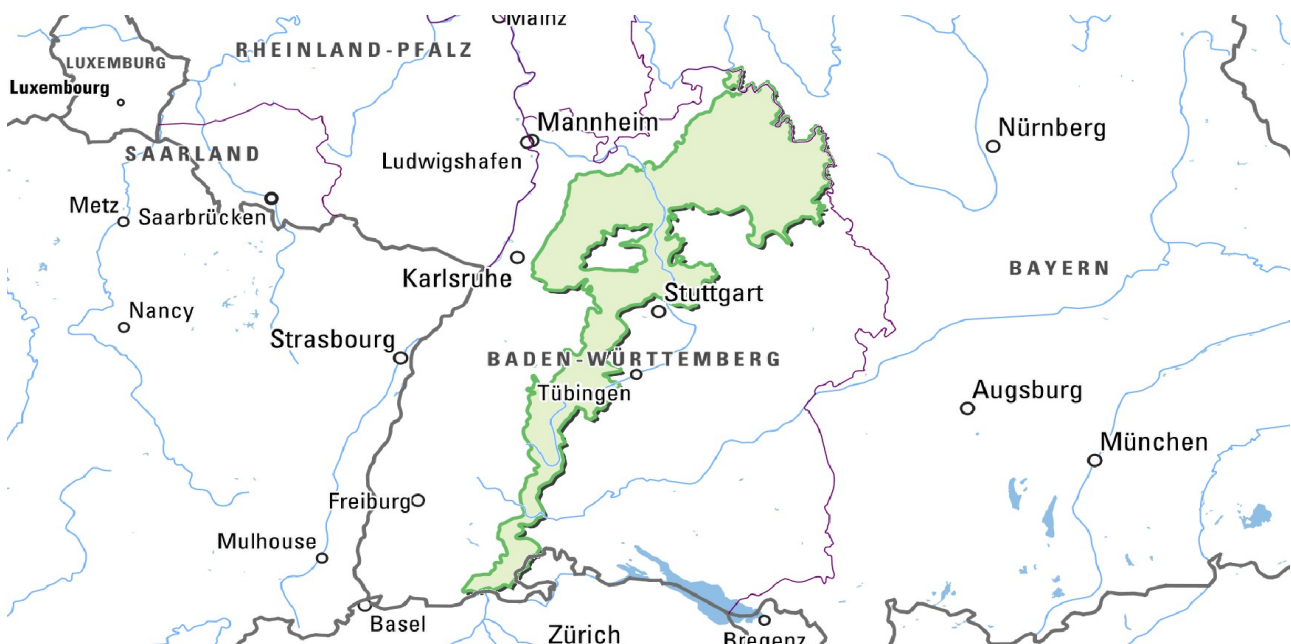 Mainz
RHEINLAND-PFALZ
LUXEMBURG
Luxembourg
Mannheim
Nürnberg
SAARLAND
Ludwigshafen
Metz
Saarbrücken
Karlsruhe
BAYERN
Stuttgart
Nancy
Strasbourg
BADEN-WÜRTTEMBERG
Tübingen
Augsburg
München
Freiburg
Mulhouse
Basel
Zürich
Bregenz